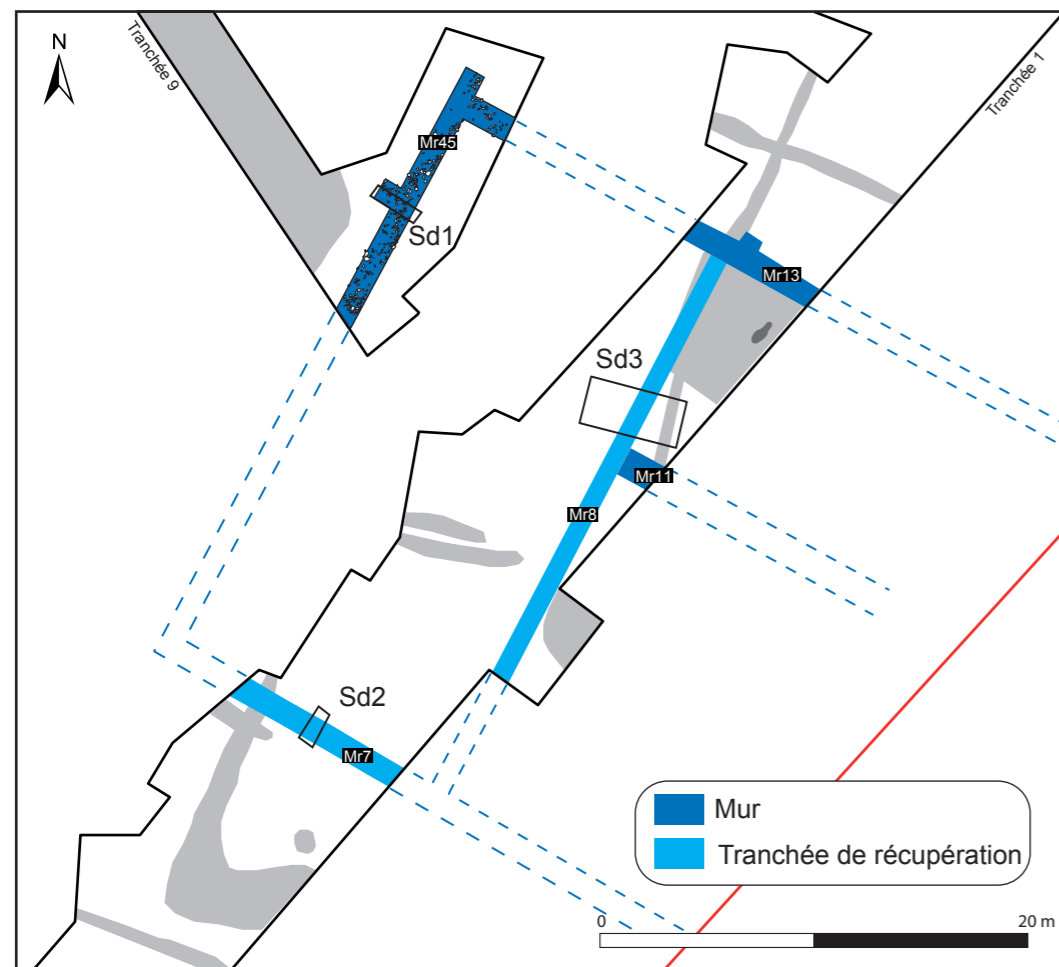 N
Tranchée 9
Tranchée 1
Mr45
Sd1
Mr13
Sd3
Mr11
Mr8
Sd2
Mr7
Mur
Tranchée de récupération
0
20 m